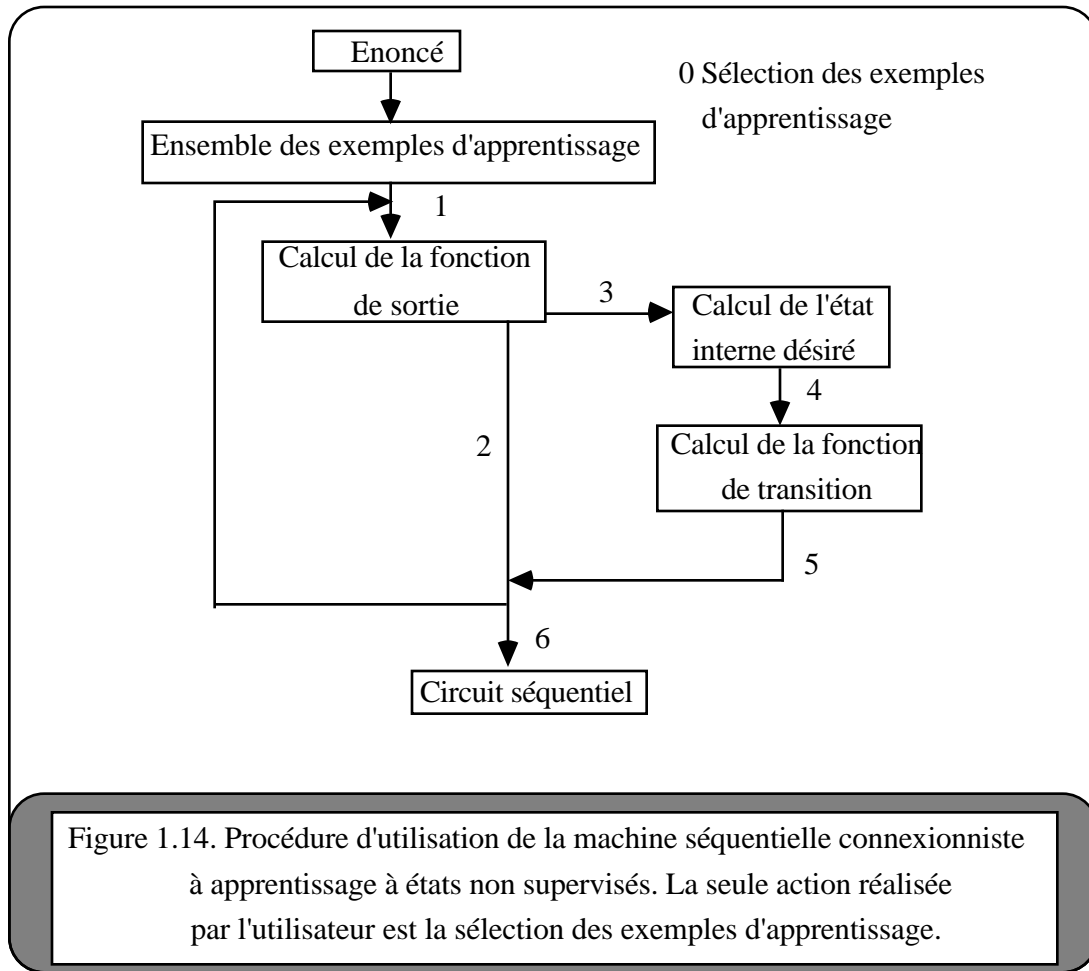 Enoncé
0 Sélection des exemples
d'apprentissage
Ensemble des exemples d'apprentissage
1
Calcul de la fonction
de sortie
3
Calcul de l'état
interne désiré
4
2
Calcul de la fonction
de transition
5
6
Circuit séquentiel
Figure 1.14. Procédure d'utilisation de la machine séquentielle connexionniste
à apprentissage à états non supervisés. La seule action réalisée
par l'utilisateur est la sélection des exemples d'apprentissage.